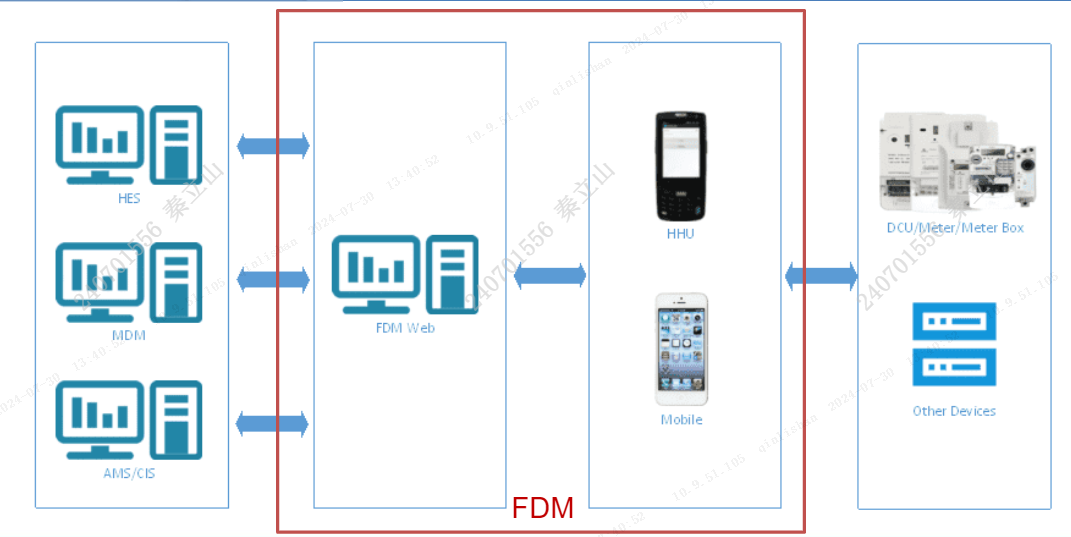 HES
MDM
AMS/CIS
FDM Web
HHU
Mobile
DCU/Meter/Meter Box
Other Devices
FDM
240701556 秦立山
240701556 秦立山
240701556 秦立山
10.9.51.105 qinlishan 2024-07-30 13:40:52